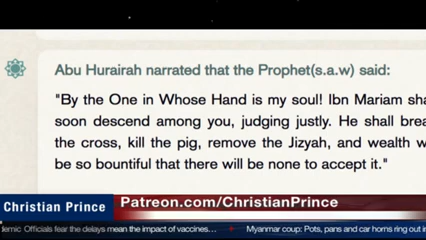 Abu Hurairah narrated that the Prophet(s.a.w) said:
"By the One in Whose Hand is my soul! Ibn Mariam sha
soon descend among you, judging justly. He shall brea
the cross, kill the pig, remove the Jizyah, and wealth w
be so bountiful that there will be none to accept it."
Christian Prince
Patreon.com/ChristianPrince
demic Officials fear the delays mean the impact of vaccines... Myanmar coup: Pots, pans and car horns ring out i